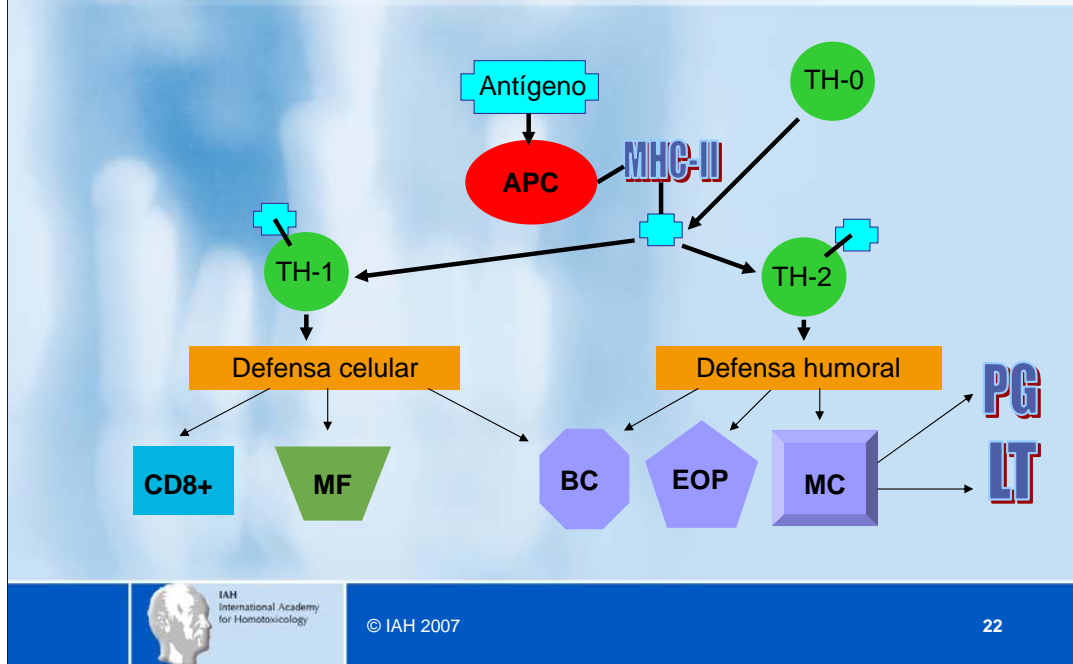 Antígeno
TH-0
APC
MHC-II
TH-1
TH-2
Defensa celular
Defensa humoral
CD8+
MF
BC
EOP
MC
PG
LT
IAH
International Academy
for Homotoxicology
© IAH 2007
22